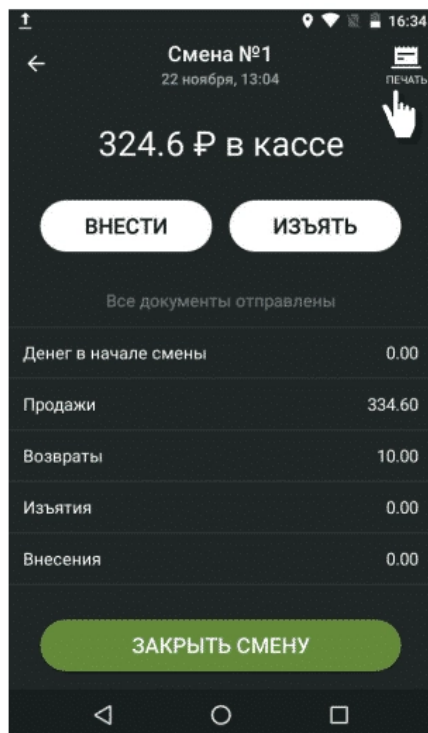 16:34
Смена №1
22 ноября, 13:04
ПЕЧАТЬ
324.6 ₽ в кассе
ВНЕСТИ
ИЗЪЯТЬ
Все документы отправлены
Денег в начале смены 0.00
Продажи 334.60
Возвраты 10.00
Изъятия 0.00
Внесения 0.00
ЗАКРЫТЬ СМЕНУ